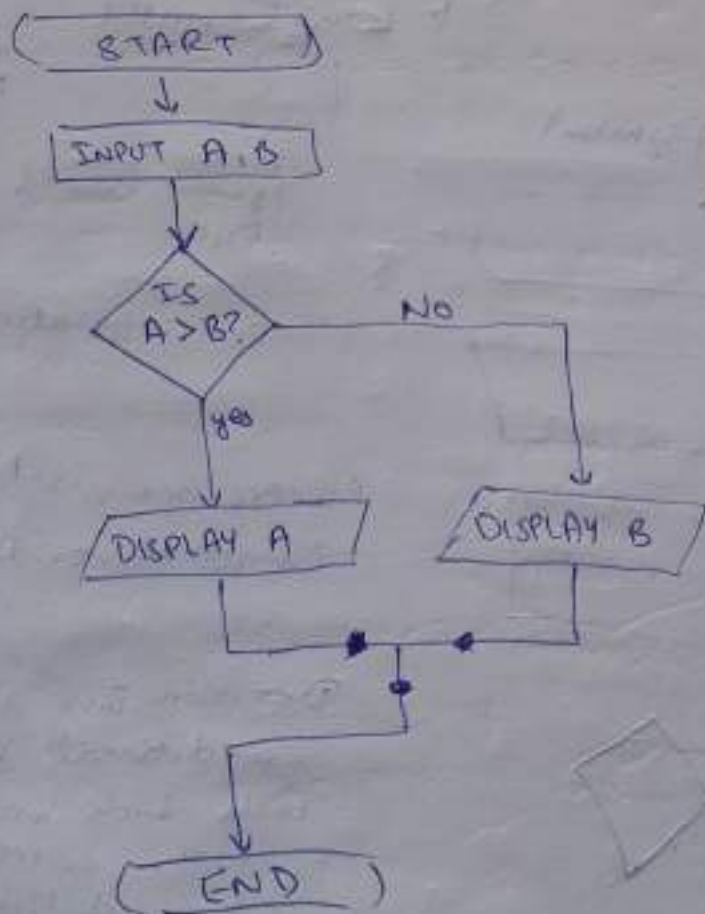 START
INPUT A, B
IS
A > B?
No
yes
DISPLAY A
DISPLAY B
END